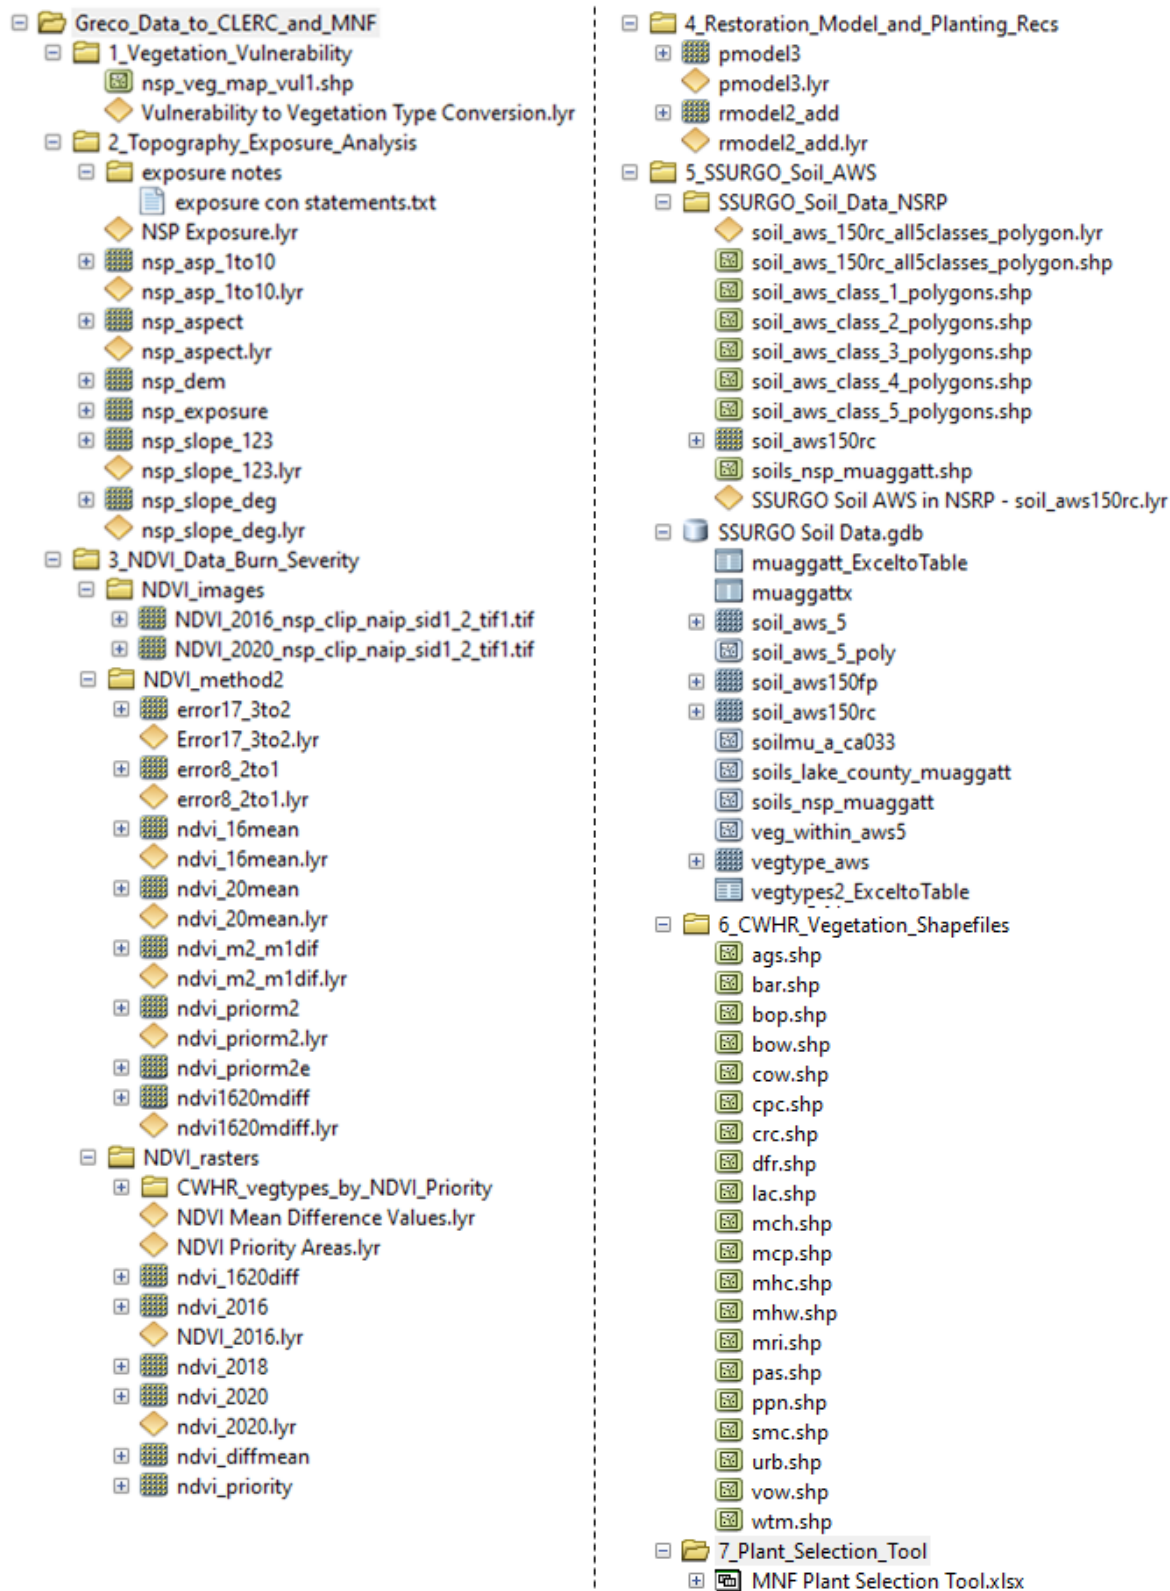 Greco_Data_to_CLERC_and_MNF
1_Vegetation_Vulnerability
nsp_veg_map_vul1.shp
Vulnerability to Vegetation Type Conversion.lyr
2_Topography_Exposure_Analysis
exposure notes
exposure con statements.txt
NSP Exposure.lyr
nsp_asp_1to10
nsp_asp_1to10.lyr
nsp_aspect
nsp_aspect.lyr
nsp_dem
nsp_exposure
nsp_slope_123
nsp_slope_123.lyr
nsp_slope_deg
nsp_slope_deg.lyr
3_NDVI_Data_Burn_Severity
NDVI_images
NDVI_2016_nsp_clip_naip_sid1_2_tif1.tif
NDVI_2020_nsp_clip_naip_sid1_2_tif1.tif
NDVI_method2
error17_3to2
Error17_3to2.lyr
error8_2to1
error8_2to1.lyr
ndvi_16mean
ndvi_16mean.lyr
ndvi_20mean
ndvi_20mean.lyr
ndvi_m2_m1dif
ndvi_m2_m1dif.lyr
ndvi_priorm2
ndvi_priorm2.lyr
ndvi_priorm2e
ndvi1620mdiff
ndvi1620mdiff.lyr
NDVI_rasters
CWHR_vegtypes_by_NDVI_Priority
NDVI Mean Difference Values.lyr
NDVI Priority Areas.lyr
ndvi_1620diff
ndvi_2016
NDVI_2016.lyr
ndvi_2018
ndvi_2020
ndvi_2020.lyr
ndvi_diffmean
ndvi_priority
4_Restoration_Model_and_Planting_Recs
pmodel3
pmodel3.lyr
rmodel2_add
rmodel2_add.lyr
5_SSURGO_Soil_AWS
SSURGO_Soil_Data_NSRP
soil_aws_150rc_all5classes_polygon.lyr
soil_aws_150rc_all5classes_polygon.shp
soil_aws_class_1_polygons.shp
soil_aws_class_2_polygons.shp
soil_aws_class_3_polygons.shp
soil_aws_class_4_polygons.shp
soil_aws_class_5_polygons.shp
soil_aws150rc
soils_nsp_muaggatt.shp
SSURGO Soil AWS in NSRP - soil_aws150rc.lyr
SSURGO Soil Data.gdb
muaggatt_ExceltoTable
muaggattx
soil_aws_5
soil_aws_5_poly
soil_aws150fp
soil_aws150rc
soilmu_a_ca033
soils_lake_county_muaggatt
soils_nsp_muaggatt
veg_within_aws5
vegtype_aws
vegtypes2_ExceltoTable
6_CWHR_Vegetation_Shapefiles
ags.shp
bar.shp
bop.shp
bow.shp
cow.shp
cpc.shp
crc.shp
dfr.shp
lac.shp
mch.shp
mcp.shp
mhc.shp
mhw.shp
mri.shp
pas.shp
ppn.shp
smc.shp
urb.shp
vow.shp
wtm.shp
7_Plant_Selection_Tool
MNF Plant Selection Tool.xlsx